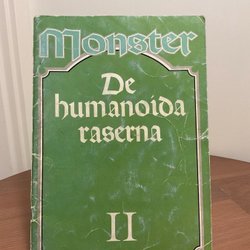 Monster
De
humanoida
raserna
II